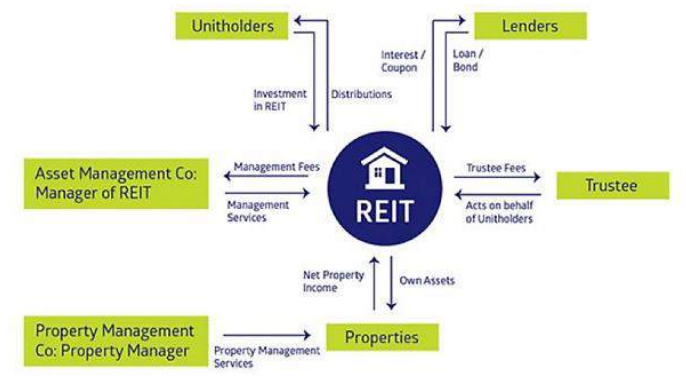 Unitholders
Lenders
Interest /
Coupon
Loan /
Bond
Investment
in REIT
Distributions
Asset Management Co:
Manager of REIT
Management Fees
Management
Services
REIT
Trustee Fees
Acts on behalf
of Unitholders
Trustee
Net Property
Income
Own Assets
Property Management
Co: Property Manager
Property Management
Services
Properties